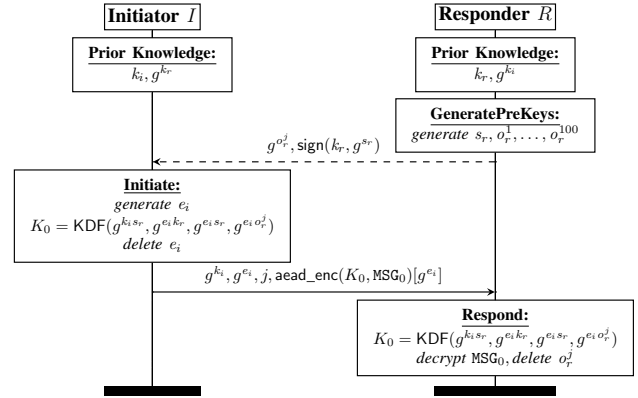 Initiator I
Responder R
Prior Knowledge:
k_i, g^{k_r}
Prior Knowledge:
k_r, g^{k_i}
GeneratePreKeys:
generate s_r, o_r^1, . . . , o_r^{100}
g^{o_r^j}, sign(k_r, g^{s_r})
Initiate:
generate e_i
K_0 = KDF(g^{k_i s_r}, g^{e_i k_r}, g^{e_i s_r}, g^{e_i o_r^j})
delete e_i
g^{k_i}, g^{e_i}, j, aead_enc(K_0, MSG_0)[g^{e_i}]
Respond:
K_0 = KDF(g^{k_i s_r}, g^{e_i k_r}, g^{e_i s_r}, g^{e_i o_r^j})
decrypt MSG_0, delete o_r^j